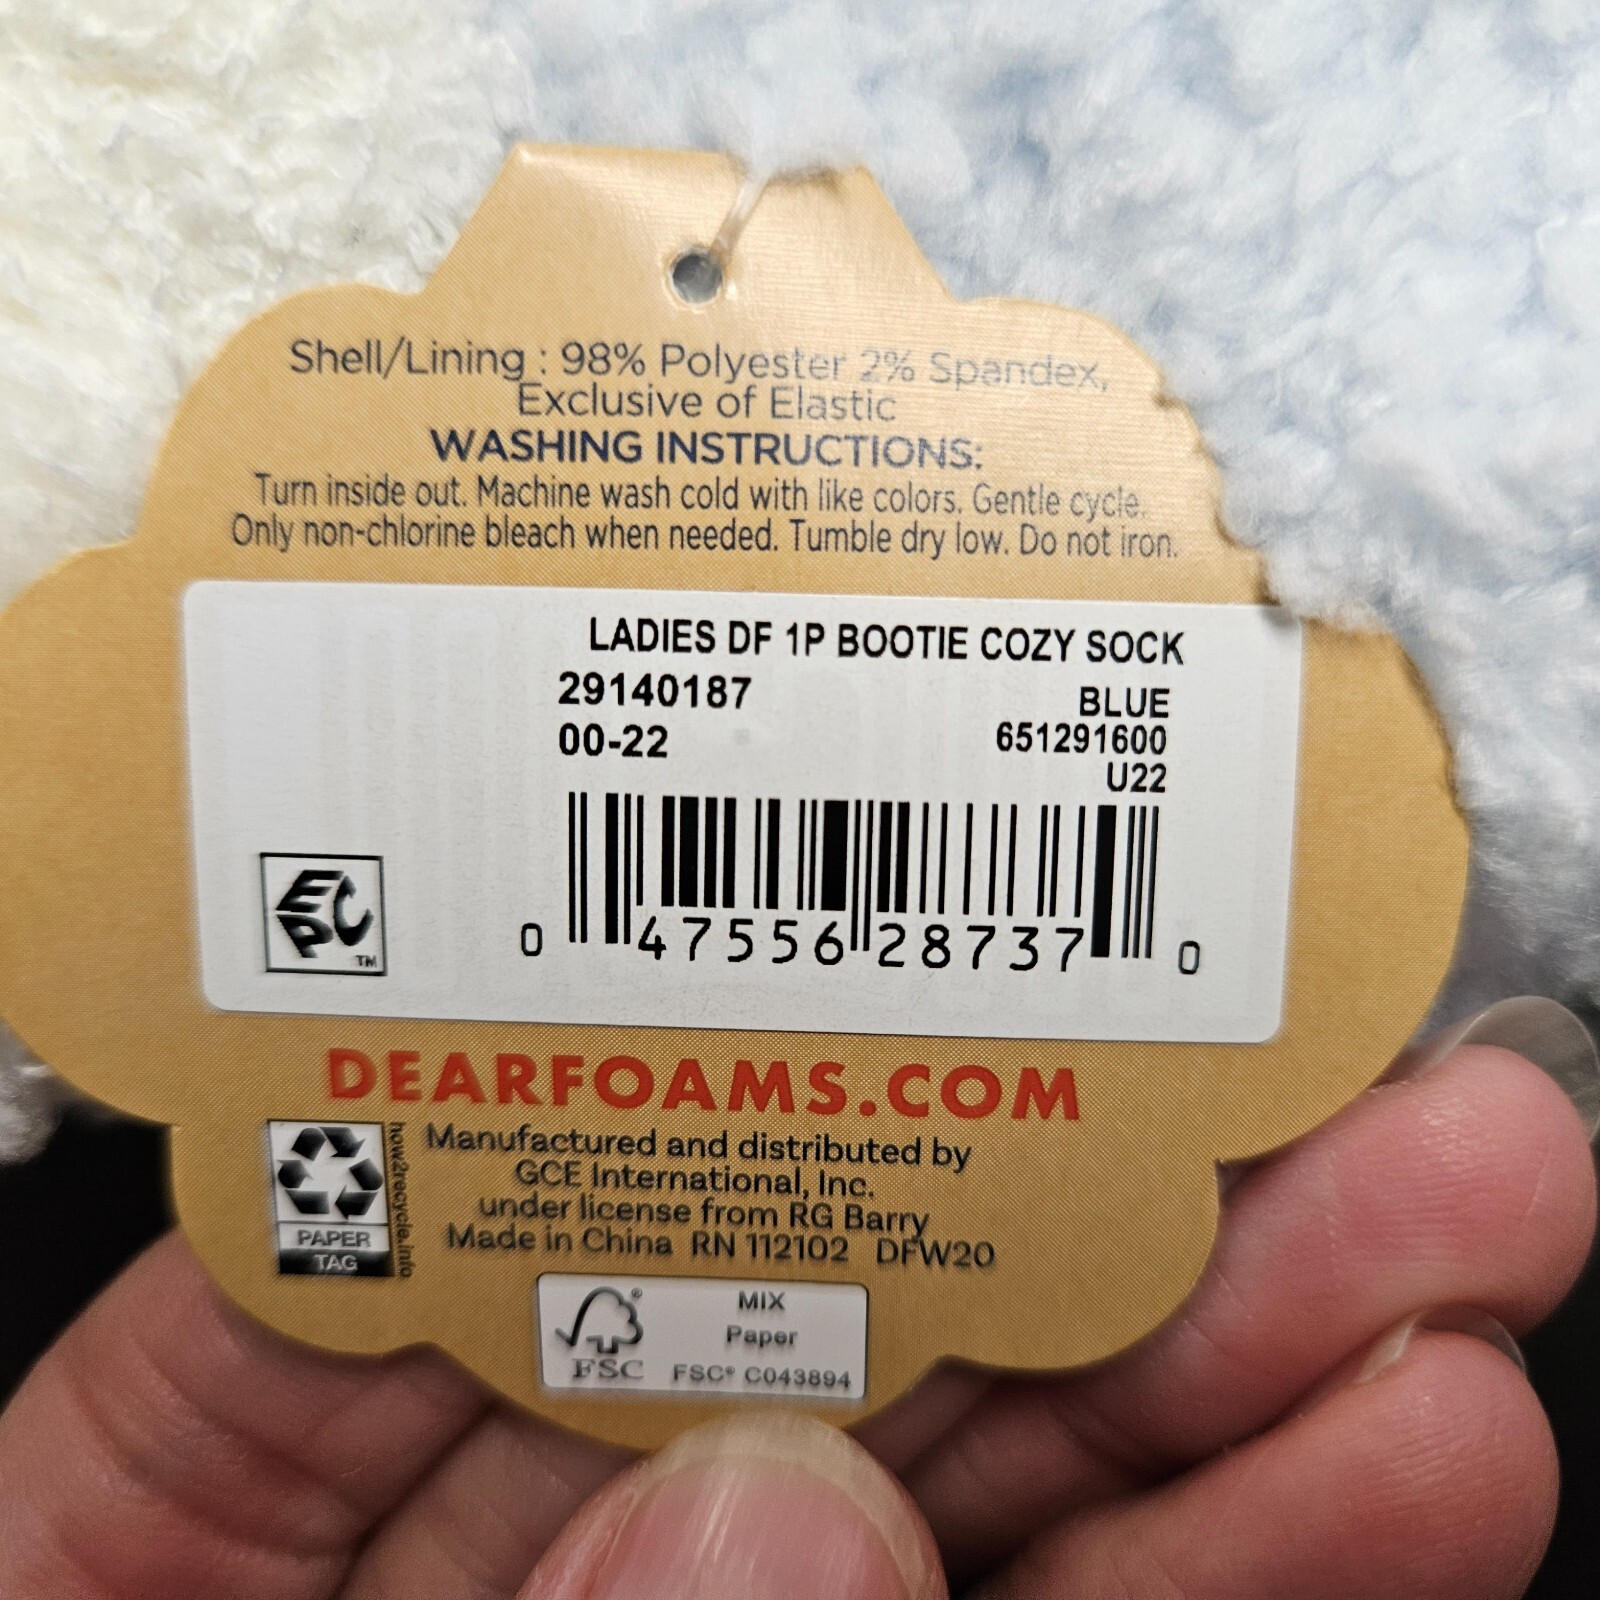 Shell/Lining : 98% Polyester 2% Spandex,
Exclusive of Elastic
WASHING INSTRUCTIONS:
Turn inside out. Machine wash cold with like colors. Gentle cycle.
Only non-chlorine bleach when needed. Tumble dry low. Do not iron.
LADIES DF 1P BOOTIE COZY SOCK
29140187 BLUE
00-22 651291600
U22
EPC ™
0 47556 28737 0
DEARFOAMS.COM
how2recycle.info
PAPER
TAG
Manufactured and distributed by
GCE International, Inc.
under license from RG Barry
Made in China RN 112102 DFW20
FSC®
MIX
Paper
FSC® C043894